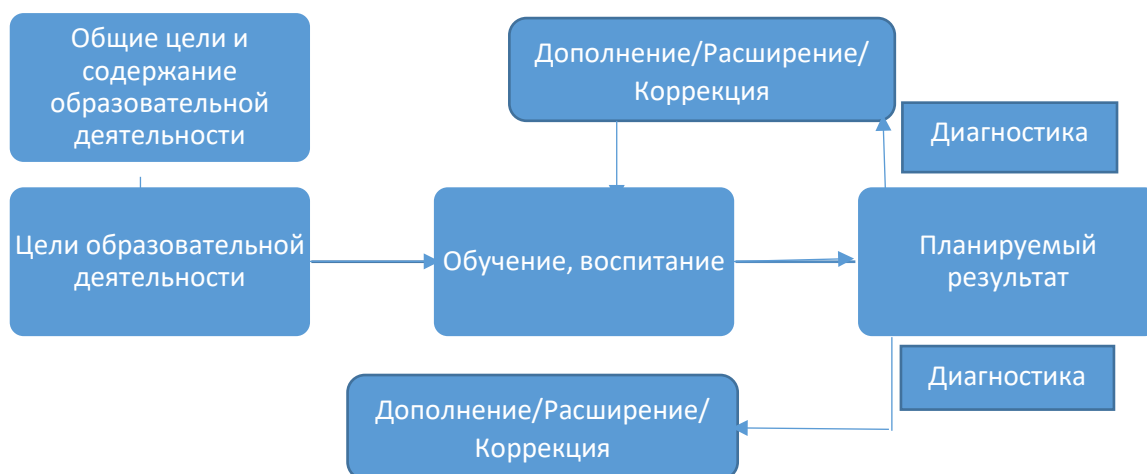 Общие цели и
содержание
образовательной
деятельности
Дополнение/Расширение/
Коррекция
Диагностика
Цели образовательной
деятельности
Обучение, воспитание
Планируемый
результат
Диагностика
Дополнение/Расширение/
Коррекция